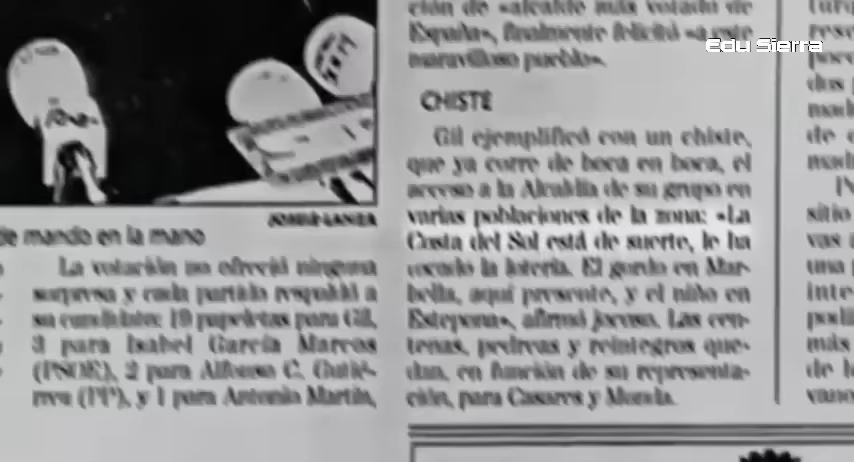 Edu Sierra
JOSELE-LANZA
de mando en la mano
La votación no ofreció ninguna
sorpresa y cada partido respaldó a
su candidato: 19 papeletas para Gil,
3 para Isabel García Marcos
(PSOE), 2 para Alfonso C. Gutié-
rrez (PP), y 1 para Antonio Martín,
ción de «alcalde más votado de
España», finalmente felicitó «a este
maravilloso pueblo».
CHISTE
Gil ejemplificó con un chiste,
que ya corre de boca en boca, el
acceso a la Alcaldía de su grupo en
varias poblaciones de la zona: «La
Costa del Sol está de suerte, le ha
tocado la lotería. El gordo en Mar-
bella, aquí presente, y el niño en
Estepona», afirmó jocoso. Las cen-
tenas, pedreas y reintegros que-
dan, en función de su representa-
ción, para Casares y Monda.